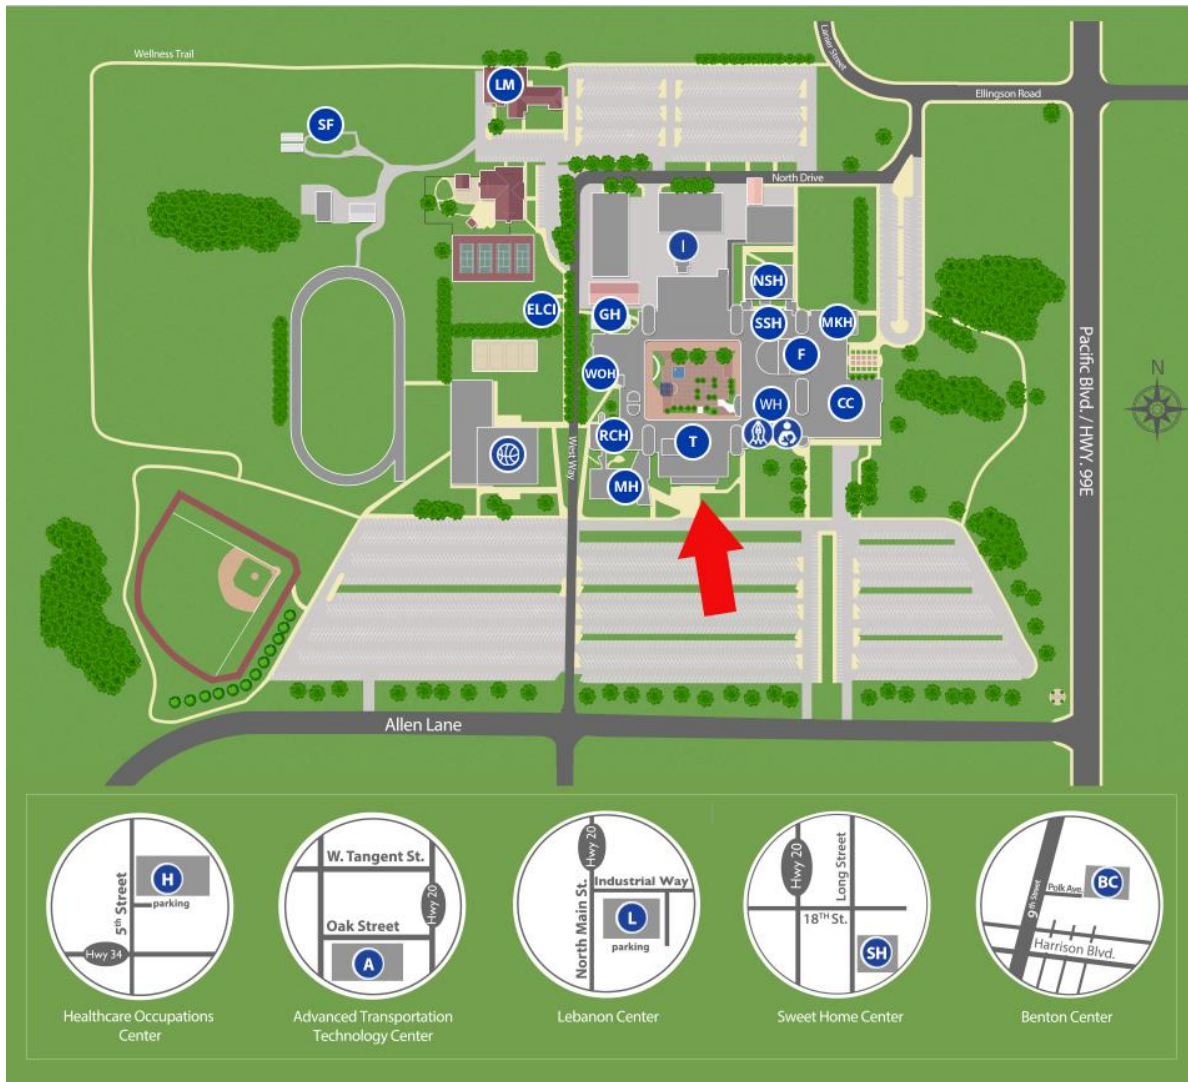 Wellness Trail
Lanier Street
Ellingson Road
LM
SF
North Drive
I
NSH
ELCI
GH
SSH
MKH
F
WOH
WH
CC
RCH
T
MH
West Way
Pacific Blvd. / HWY. 99E
N
Allen Lane
5th Street
H
parking
Hwy 34
Healthcare Occupations
Center
W. Tangent St.
Hwy 20
Oak Street
A
Advanced Transportation
Technology Center
Hwy 20
North Main St.
Industrial Way
L
parking
Lebanon Center
Hwy 20
Long Street
18TH St.
SH
Sweet Home Center
9th Street
Polk Ave.
BC
Harrison Blvd.
Benton Center